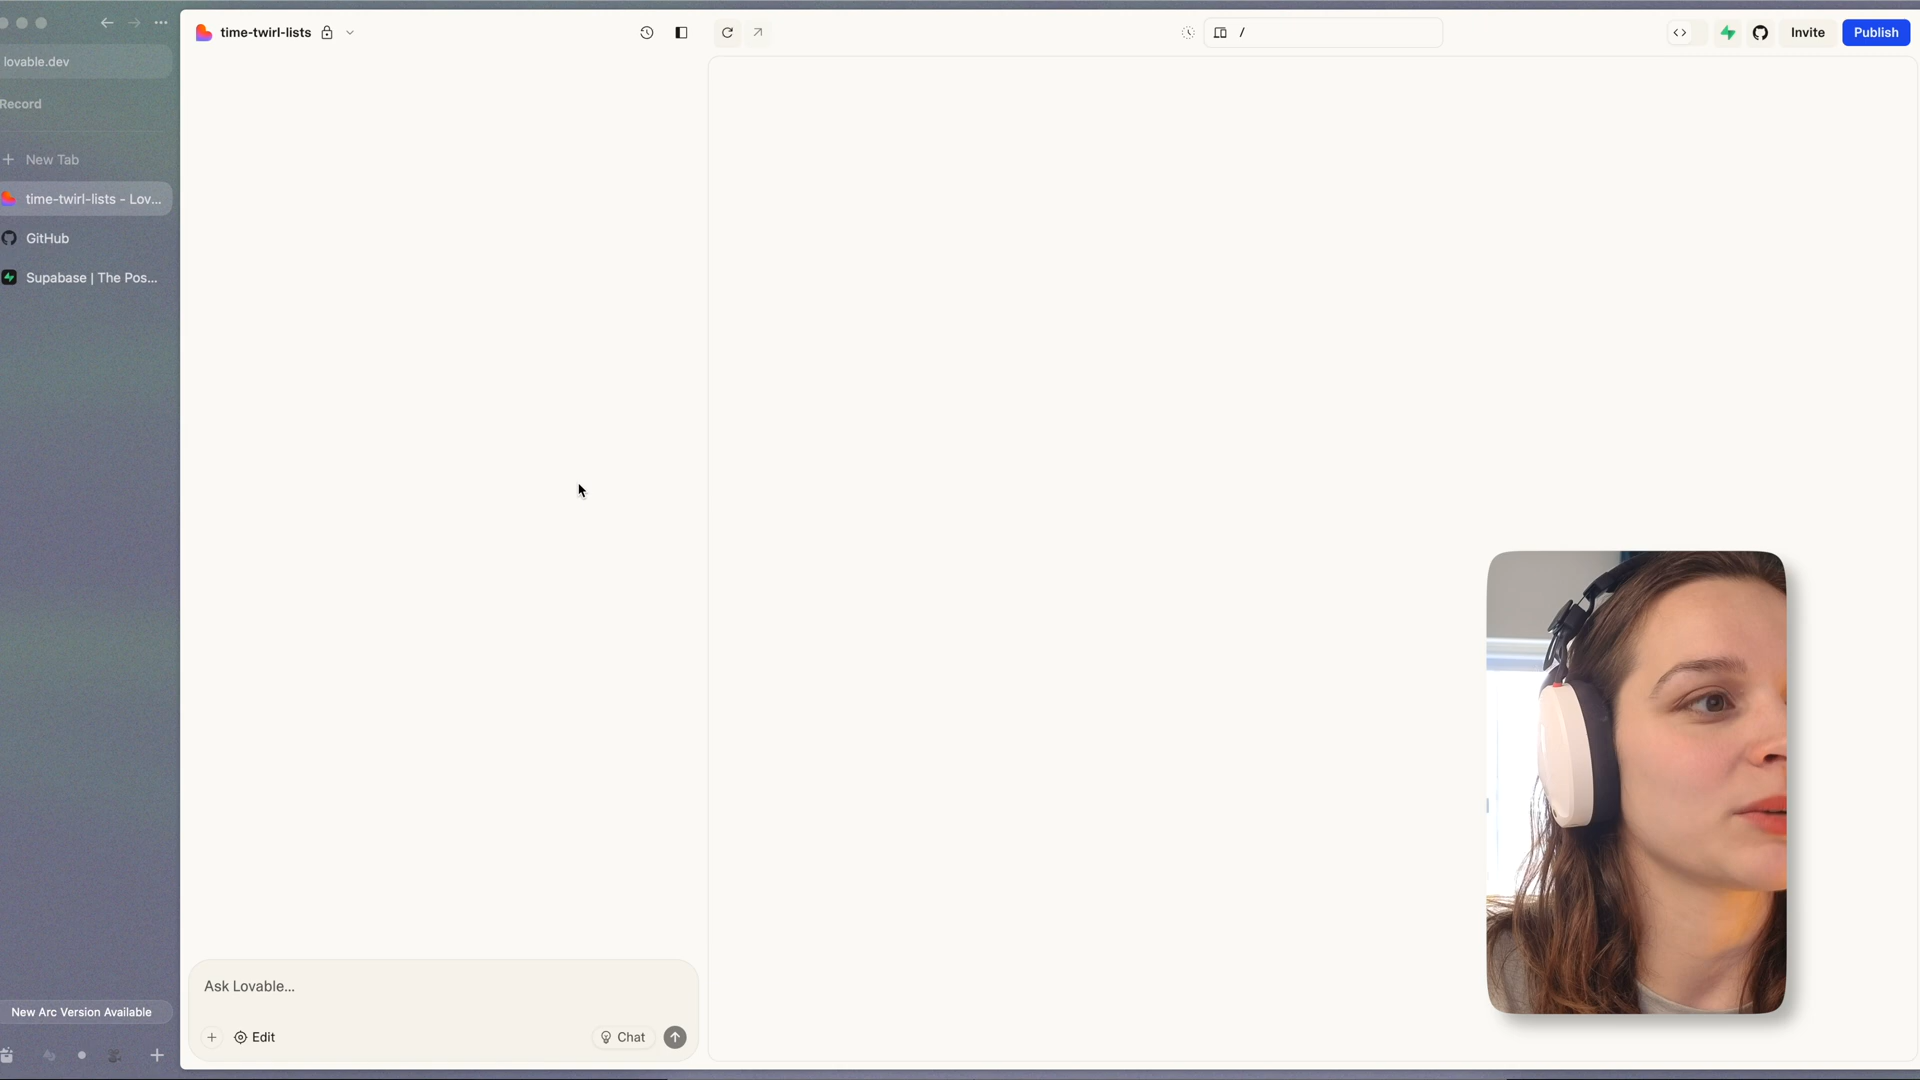 lovable.dev
Record
New Tab
time-twirl-lists - Lov...
GitHub
Supabase | The Pos...
New Arc Version Available
time-twirl-lists
/
Invite
Publish
Ask Lovable...
Edit
Chat